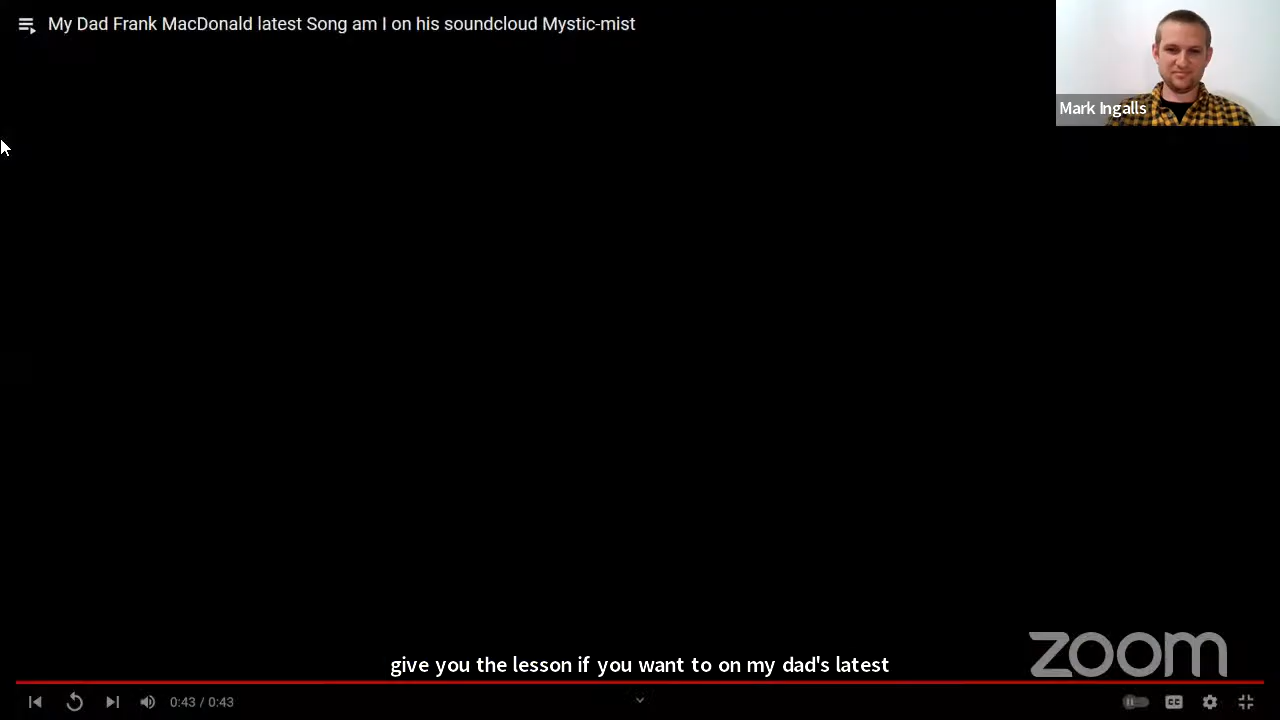 My Dad Frank MacDonald latest Song am I on his soundcloud Mystic-mist
Mark Ingalls
give you the lesson if you want to on my dad's latest
zoom
0:43 / 0:43
CC